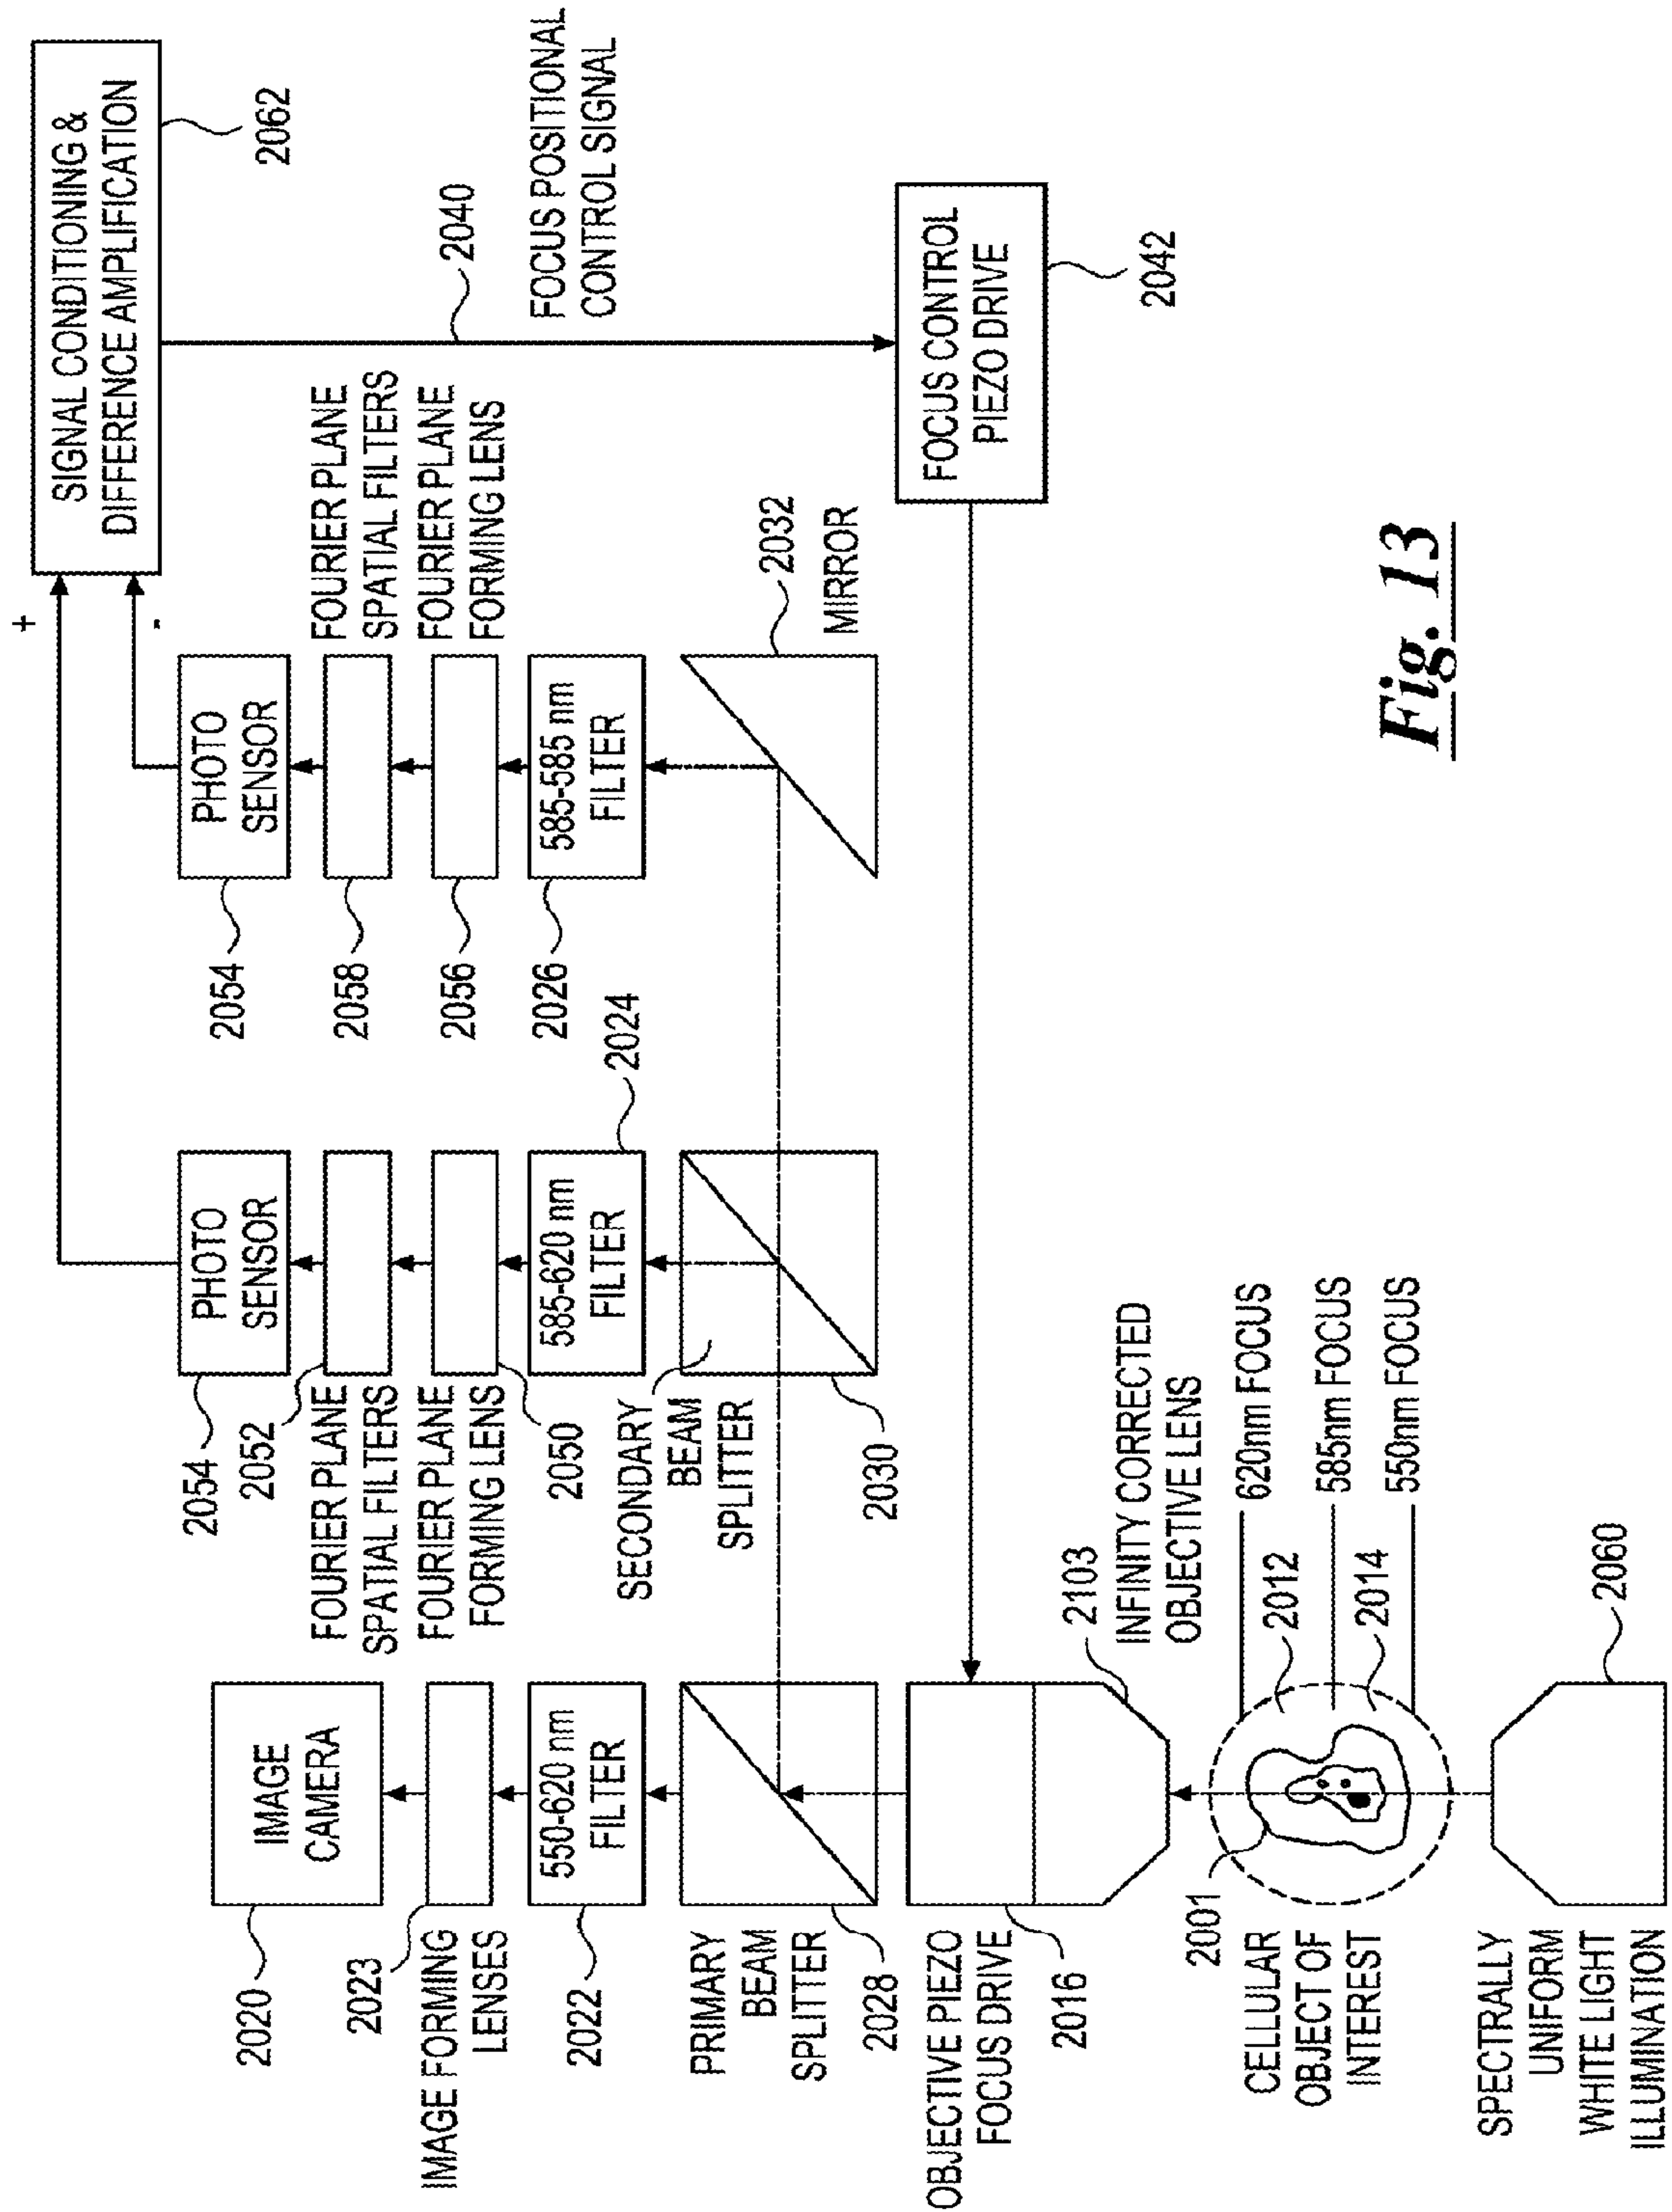 SIGNAL CONDITIONING &
DIFFERENCE AMPLIFICATION
2062
+
-
2040
FOCUS POSITIONAL
CONTROL SIGNAL
FOCUS CONTROL
PIEZO DRIVE
2042
IMAGE
CAMERA
2020
2023
IMAGE FORMING
LENSES
550-620 nm
FILTER
2022
PRIMARY
BEAM
SPLITTER
2028
OBJECTIVE PIEZO
FOCUS DRIVE
2016
2103
INFINITY CORRECTED
OBJECTIVE LENS
2001
CELLULAR
OBJECT OF
INTEREST
620nm FOCUS
2012
585nm FOCUS
2014
550nm FOCUS
SPECTRALLY
UNIFORM
WHITE LIGHT
ILLUMINATION
2060
PHOTO
SENSOR
2054
2052
FOURIER PLANE
SPATIAL FILTERS
FOURIER PLANE
FORMING LENS
2050
585-620 nm
FILTER
2024
SECONDARY
BEAM
SPLITTER
2030
PHOTO
SENSOR
2054
FOURIER PLANE
SPATIAL FILTERS
2058
FOURIER PLANE
FORMING LENS
2056
585-585 nm
FILTER
2026
2032
MIRROR
Fig. 13